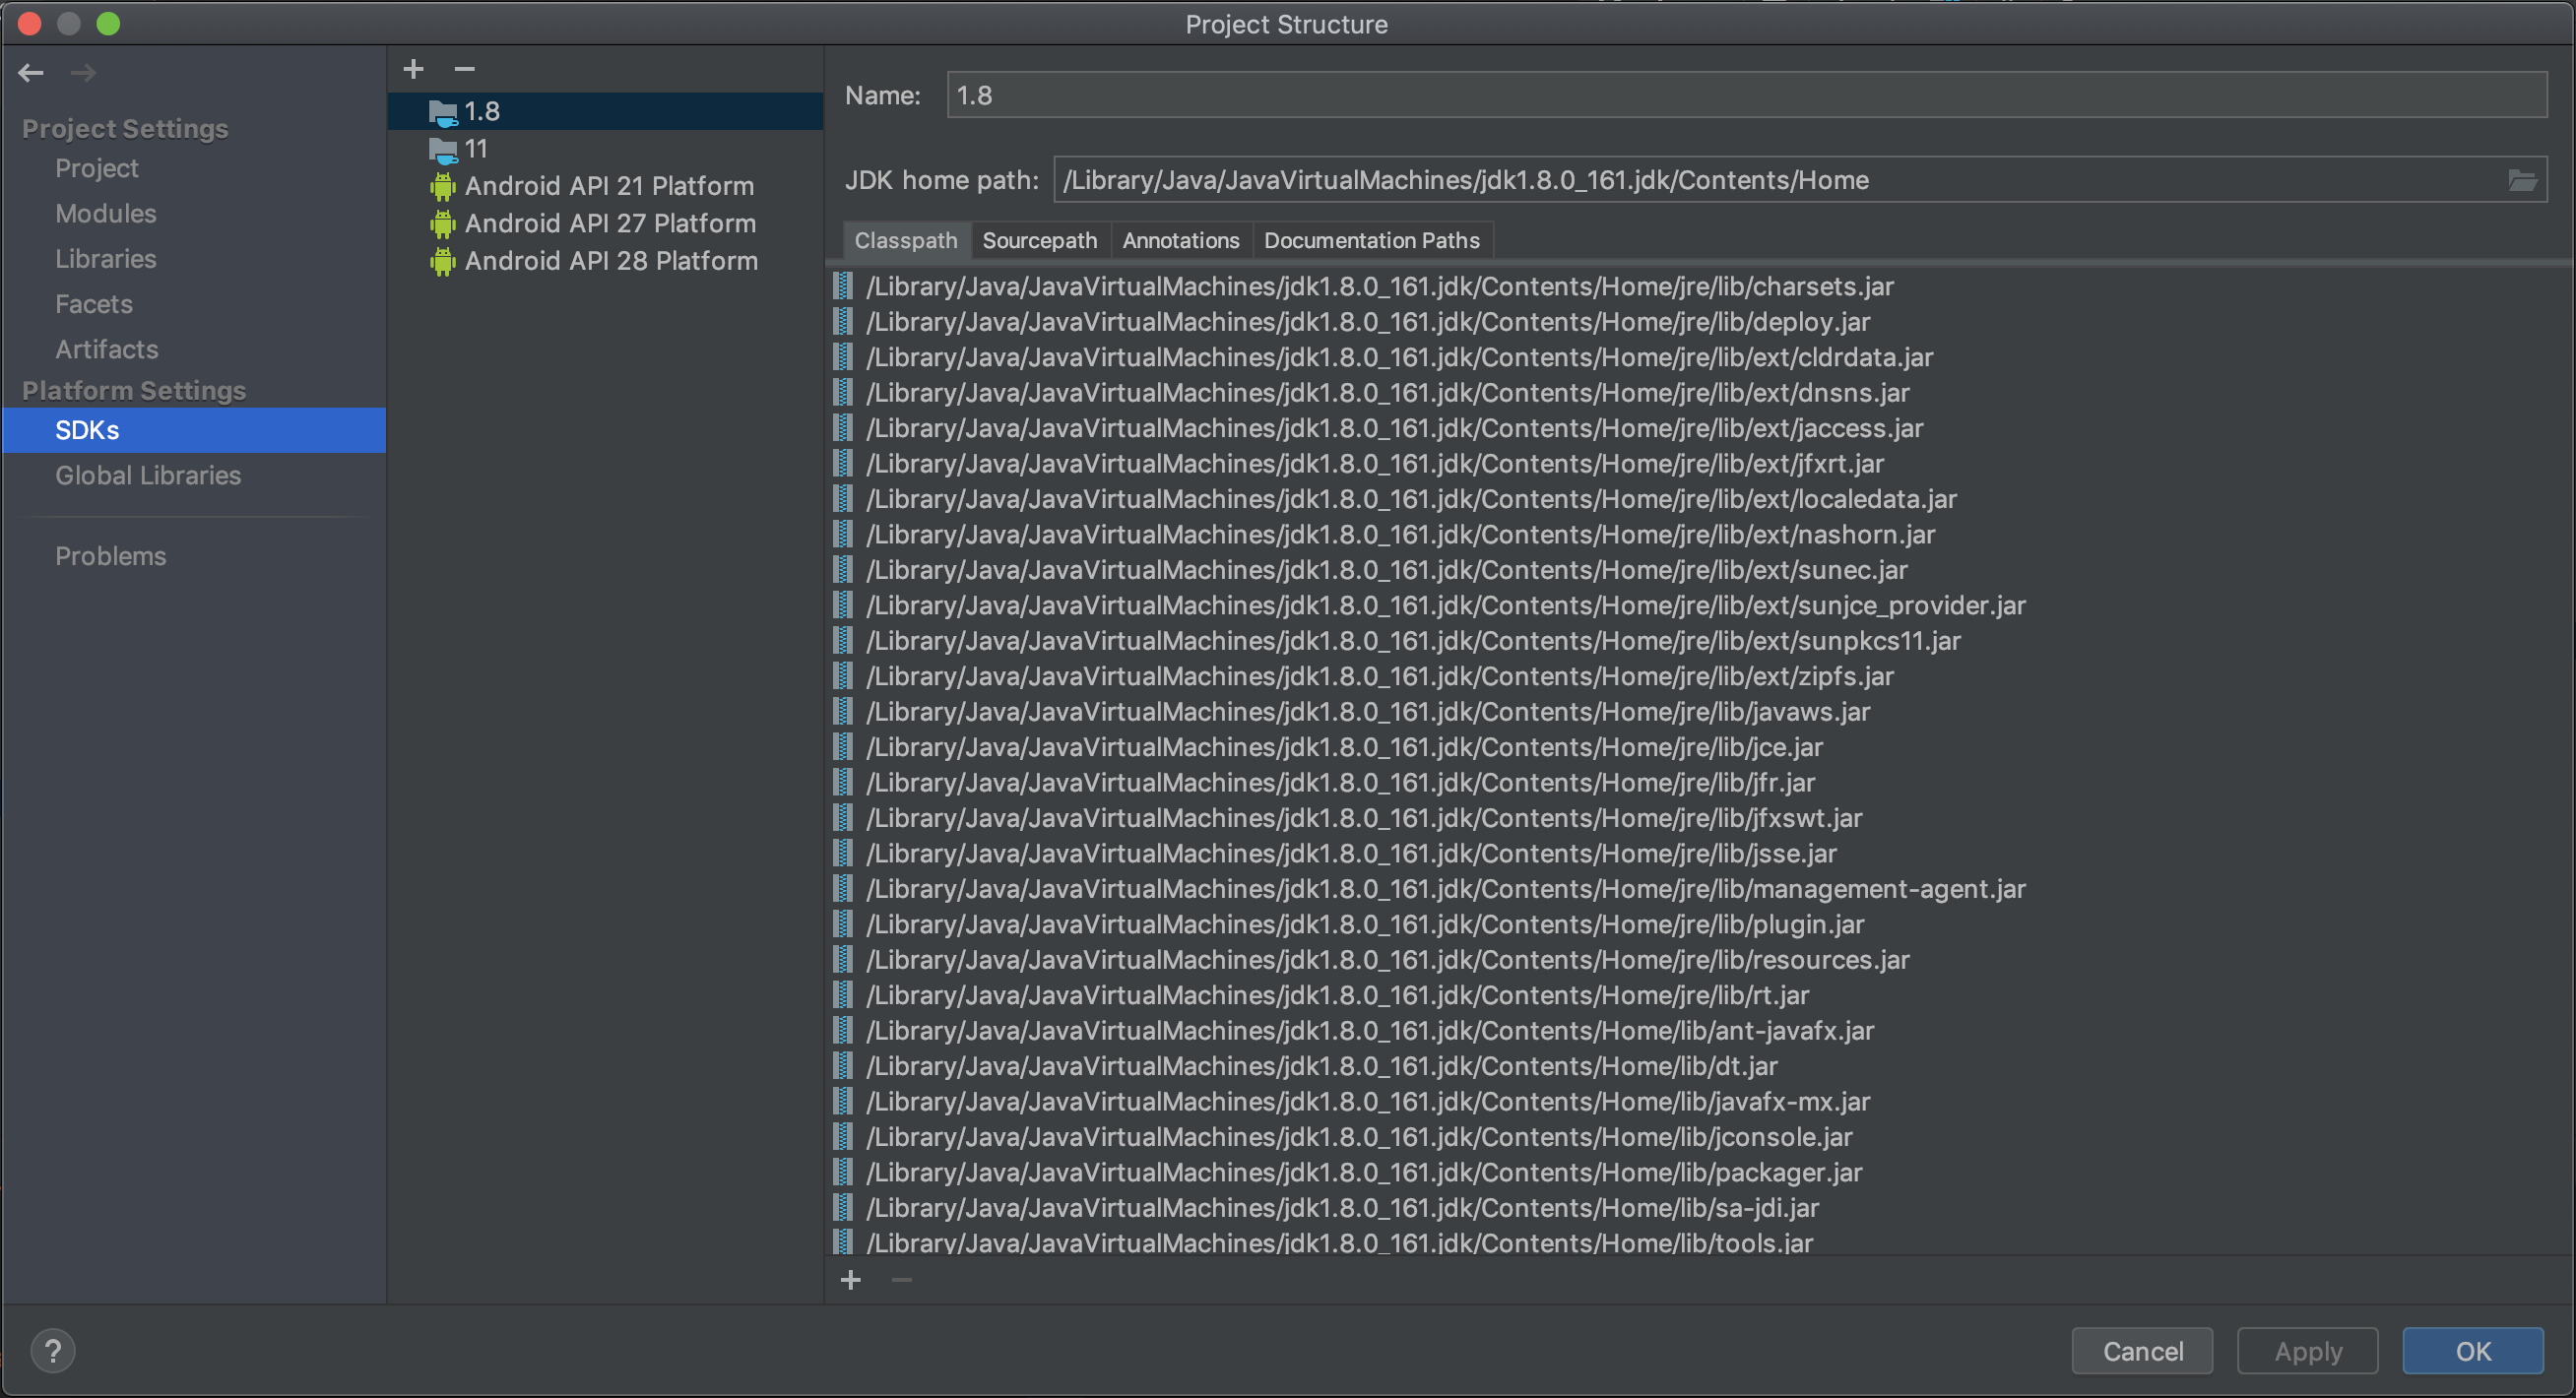 Project Structure
Project Settings
Project
Modules
Libraries
Facets
Artifacts
Platform Settings
SDKs
Global Libraries
Problems
1.8
11
Android API 21 Platform
Android API 27 Platform
Android API 28 Platform
Name: 1.8
JDK home path: /Library/Java/JavaVirtualMachines/jdk1.8.0_161.jdk/Contents/Home
Classpath Sourcepath Annotations Documentation Paths
/Library/Java/JavaVirtualMachines/jdk1.8.0_161.jdk/Contents/Home/jre/lib/charsets.jar
/Library/Java/JavaVirtualMachines/jdk1.8.0_161.jdk/Contents/Home/jre/lib/deploy.jar
/Library/Java/JavaVirtualMachines/jdk1.8.0_161.jdk/Contents/Home/jre/lib/ext/cldrdata.jar
/Library/Java/JavaVirtualMachines/jdk1.8.0_161.jdk/Contents/Home/jre/lib/ext/dnsns.jar
/Library/Java/JavaVirtualMachines/jdk1.8.0_161.jdk/Contents/Home/jre/lib/ext/jaccess.jar
/Library/Java/JavaVirtualMachines/jdk1.8.0_161.jdk/Contents/Home/jre/lib/ext/jfxrt.jar
/Library/Java/JavaVirtualMachines/jdk1.8.0_161.jdk/Contents/Home/jre/lib/ext/localedata.jar
/Library/Java/JavaVirtualMachines/jdk1.8.0_161.jdk/Contents/Home/jre/lib/ext/nashorn.jar
/Library/Java/JavaVirtualMachines/jdk1.8.0_161.jdk/Contents/Home/jre/lib/ext/sunec.jar
/Library/Java/JavaVirtualMachines/jdk1.8.0_161.jdk/Contents/Home/jre/lib/ext/sunjce_provider.jar
/Library/Java/JavaVirtualMachines/jdk1.8.0_161.jdk/Contents/Home/jre/lib/ext/sunpkcs11.jar
/Library/Java/JavaVirtualMachines/jdk1.8.0_161.jdk/Contents/Home/jre/lib/ext/zipfs.jar
/Library/Java/JavaVirtualMachines/jdk1.8.0_161.jdk/Contents/Home/jre/lib/javaws.jar
/Library/Java/JavaVirtualMachines/jdk1.8.0_161.jdk/Contents/Home/jre/lib/jce.jar
/Library/Java/JavaVirtualMachines/jdk1.8.0_161.jdk/Contents/Home/jre/lib/jfr.jar
/Library/Java/JavaVirtualMachines/jdk1.8.0_161.jdk/Contents/Home/jre/lib/jfxswt.jar
/Library/Java/JavaVirtualMachines/jdk1.8.0_161.jdk/Contents/Home/jre/lib/jsse.jar
/Library/Java/JavaVirtualMachines/jdk1.8.0_161.jdk/Contents/Home/jre/lib/management-agent.jar
/Library/Java/JavaVirtualMachines/jdk1.8.0_161.jdk/Contents/Home/jre/lib/plugin.jar
/Library/Java/JavaVirtualMachines/jdk1.8.0_161.jdk/Contents/Home/jre/lib/resources.jar
/Library/Java/JavaVirtualMachines/jdk1.8.0_161.jdk/Contents/Home/jre/lib/rt.jar
/Library/Java/JavaVirtualMachines/jdk1.8.0_161.jdk/Contents/Home/lib/ant-javafx.jar
/Library/Java/JavaVirtualMachines/jdk1.8.0_161.jdk/Contents/Home/lib/dt.jar
/Library/Java/JavaVirtualMachines/jdk1.8.0_161.jdk/Contents/Home/lib/javafx-mx.jar
/Library/Java/JavaVirtualMachines/jdk1.8.0_161.jdk/Contents/Home/lib/jconsole.jar
/Library/Java/JavaVirtualMachines/jdk1.8.0_161.jdk/Contents/Home/lib/packager.jar
/Library/Java/JavaVirtualMachines/jdk1.8.0_161.jdk/Contents/Home/lib/sa-jdi.jar
/Library/Java/JavaVirtualMachines/jdk1.8.0_161.jdk/Contents/Home/lib/tools.jar
? Cancel Apply OK